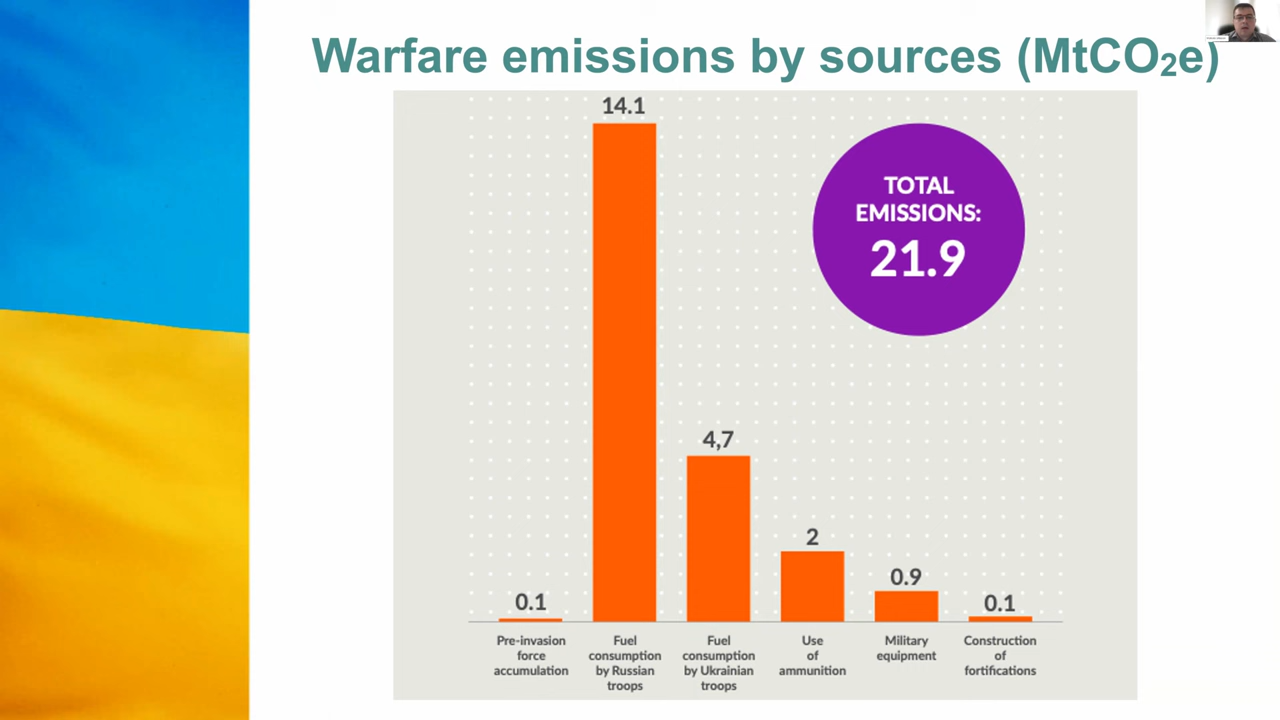 Warfare emissions by sources (MtCO₂e)
14.1
TOTAL
EMISSIONS:
21.9
4,7
2
0.9
0.1
0.1
Pre-invasion
force
accumulation
Fuel
consumption
by Russian
troops
Fuel
consumption
by Ukrainian
troops
Use
of
ammunition
Military
equipment
Construction
of
fortifications